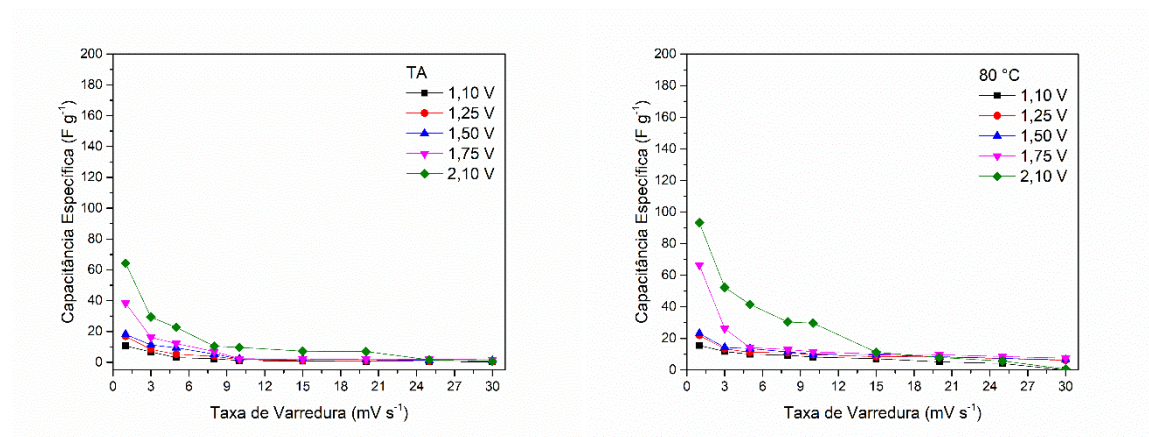 TA
1,10 V
1,25 V
1,50 V
1,75 V
2,10 V
Capacitância Específica (F g-1)
200
180
160
140
120
100
80
60
40
20
0
0 3 6 9 12 15 18 21 24 27 30
Taxa de Varredura (mV s-1)
80 °C
1,10 V
1,25 V
1,50 V
1,75 V
2,10 V
Capacitância Específica (F g-1)
200
180
160
140
120
100
80
60
40
20
0
0 3 6 9 12 15 18 21 24 27 30
Taxa de Varredura (mV s-1)